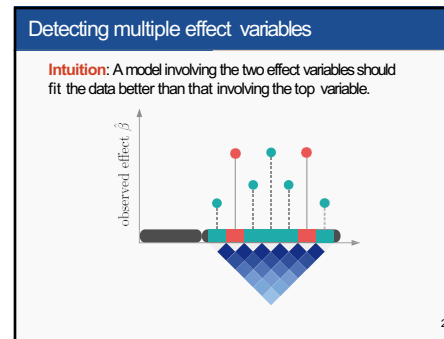 Detecting multiple effect variables
Intuition: A model involving the two effect variables should
fit the data better than that involving the top variable.
observed effect β̂
2